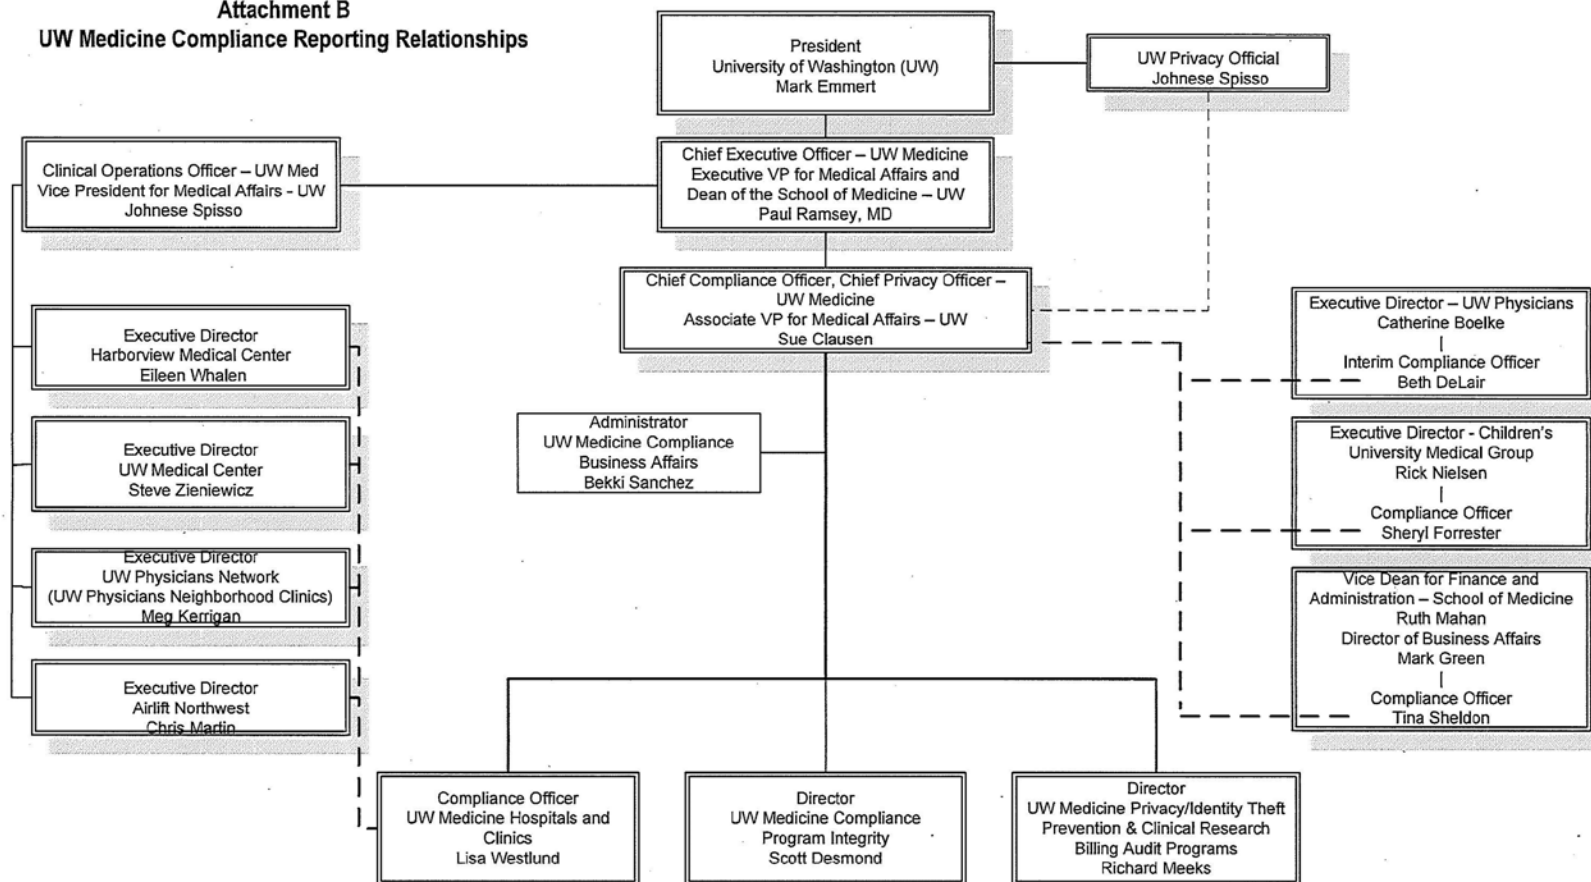 Attachment B
UW Medicine Compliance Reporting Relationships
President
University of Washington (UW)
Mark Emmert
UW Privacy Official
Johnese Spisso
Clinical Operations Officer – UW Med
Vice President for Medical Affairs - UW
Johnese Spisso
Chief Executive Officer – UW Medicine
Executive VP for Medical Affairs and
Dean of the School of Medicine – UW
Paul Ramsey, MD
Chief Compliance Officer, Chief Privacy Officer –
UW Medicine
Associate VP for Medical Affairs – UW
Sue Clausen
Executive Director
Harborview Medical Center
Eileen Whalen
Executive Director
UW Medical Center
Steve Zieniewicz
Executive Director
UW Physicians Network
(UW Physicians Neighborhood Clinics)
Meg Kerrigan
Executive Director
Airlift Northwest
Chris Martin
Administrator
UW Medicine Compliance
Business Affairs
Bekki Sanchez
Executive Director – UW Physicians
Catherine Boelke
Interim Compliance Officer
Beth DeLair
Executive Director - Children's
University Medical Group
Rick Nielsen
Compliance Officer
Sheryl Forrester
Vice Dean for Finance and
Administration – School of Medicine
Ruth Mahan
Director of Business Affairs
Mark Green
Compliance Officer
Tina Sheldon
Compliance Officer
UW Medicine Hospitals and
Clinics
Lisa Westlund
Director
UW Medicine Compliance
Program Integrity
Scott Desmond
Director
UW Medicine Privacy/Identity Theft
Prevention & Clinical Research
Billing Audit Programs
Richard Meeks